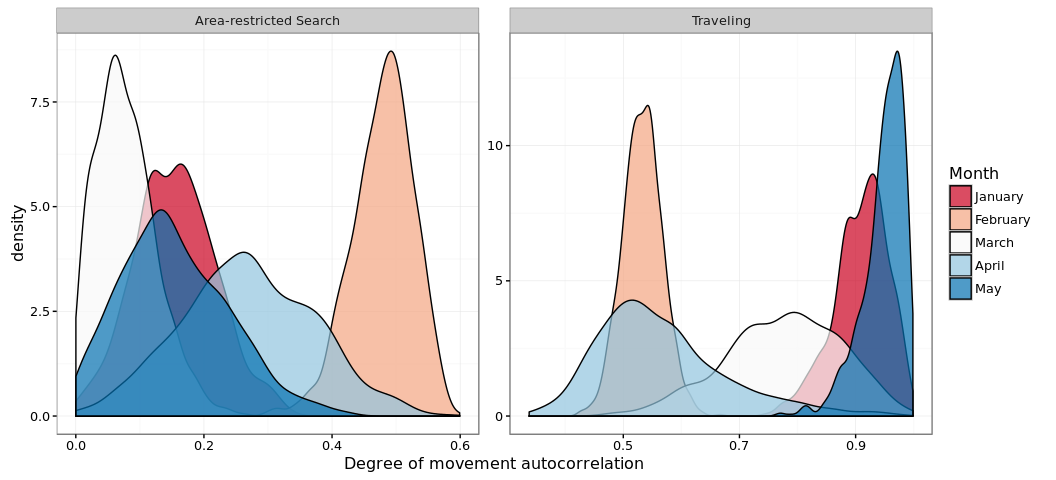 Area-restricted Search
Traveling
density
7.5
5.0
2.5
0.0
0.0
0.2
0.4
0.6
10
5
0
0.5
0.7
0.9
Degree of movement autocorrelation
Month
January
February
March
April
May